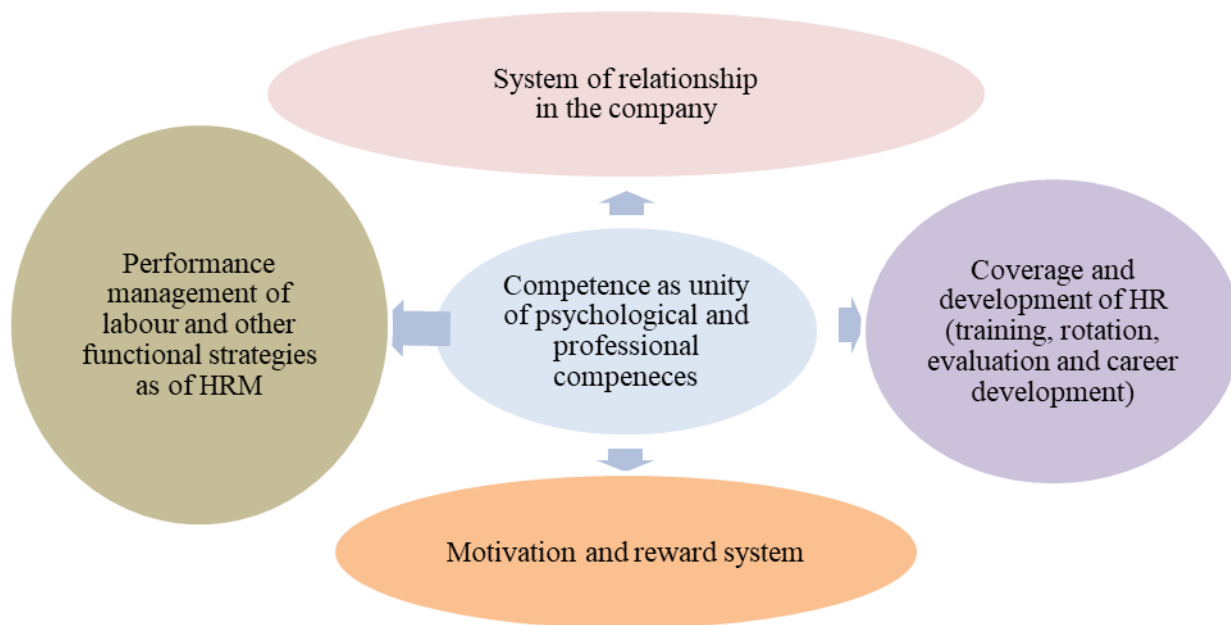 System of relationship
in the company
Performance
management of
labour and other
functional strategies
as of HRM
Competence as unity
of psychological and
professional
compeneces
Coverage and
development of HR
(training, rotation,
evaluation and career
development)
Motivation and reward system